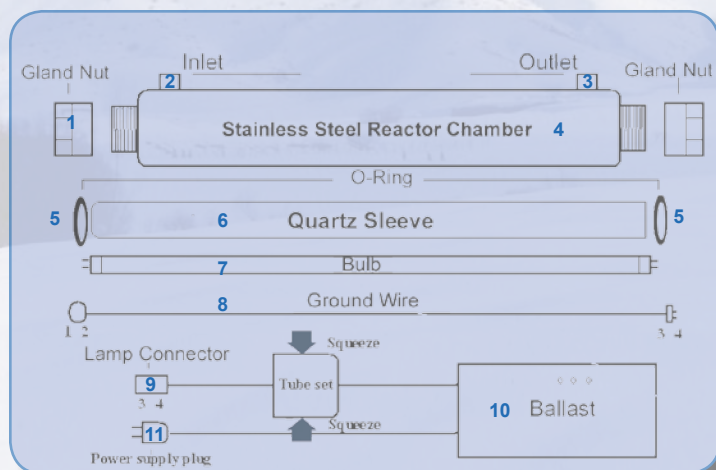 Inlet
Outlet
Gland Nut
Gland Nut
2
3
1
Stainless Steel Reactor Chamber 4
O-Ring
5
6 Quartz Sleeve
5
7 Bulb
8 Ground Wire
1 2
3 4
Squeeze
Lamp Connector
9
3 4
Tube set
10 Ballast
11
Squeeze
Power supply plug